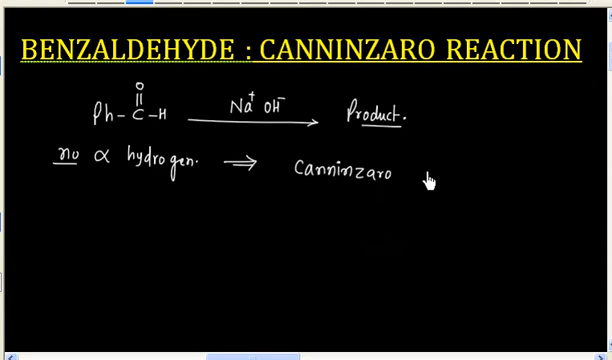 BENZALDEHYDE : CANNINZARO REACTION
O
Ph - C - H Na+ OH- Product.
no α hydrogen. ⟹ Canninzaro